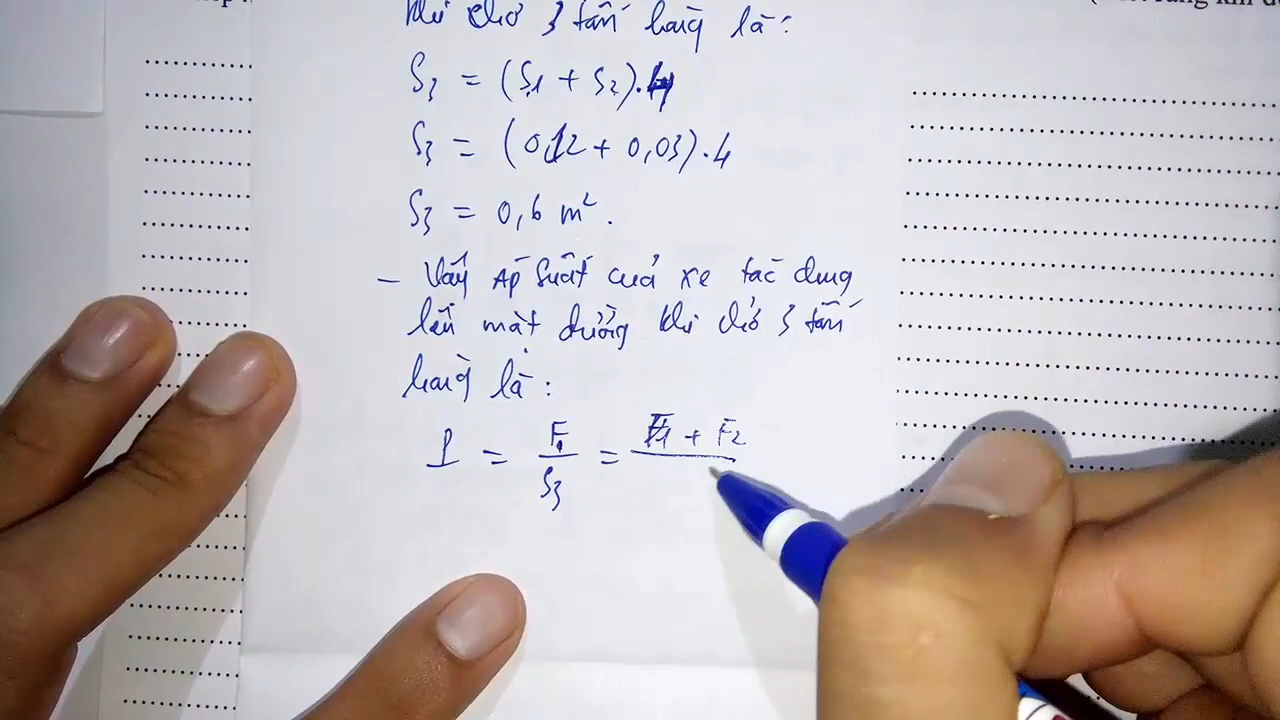 khi chở 3 tấn hàng là:
S3 = (S1 + S2).4
S3 = (0,12 + 0,03).4
S3 = 0,6 m².
– Vậy áp suất của xe tác dụng
lên mặt đường khi chở 3 tấn
hàng là:
P = F/S3 = F1 + F2